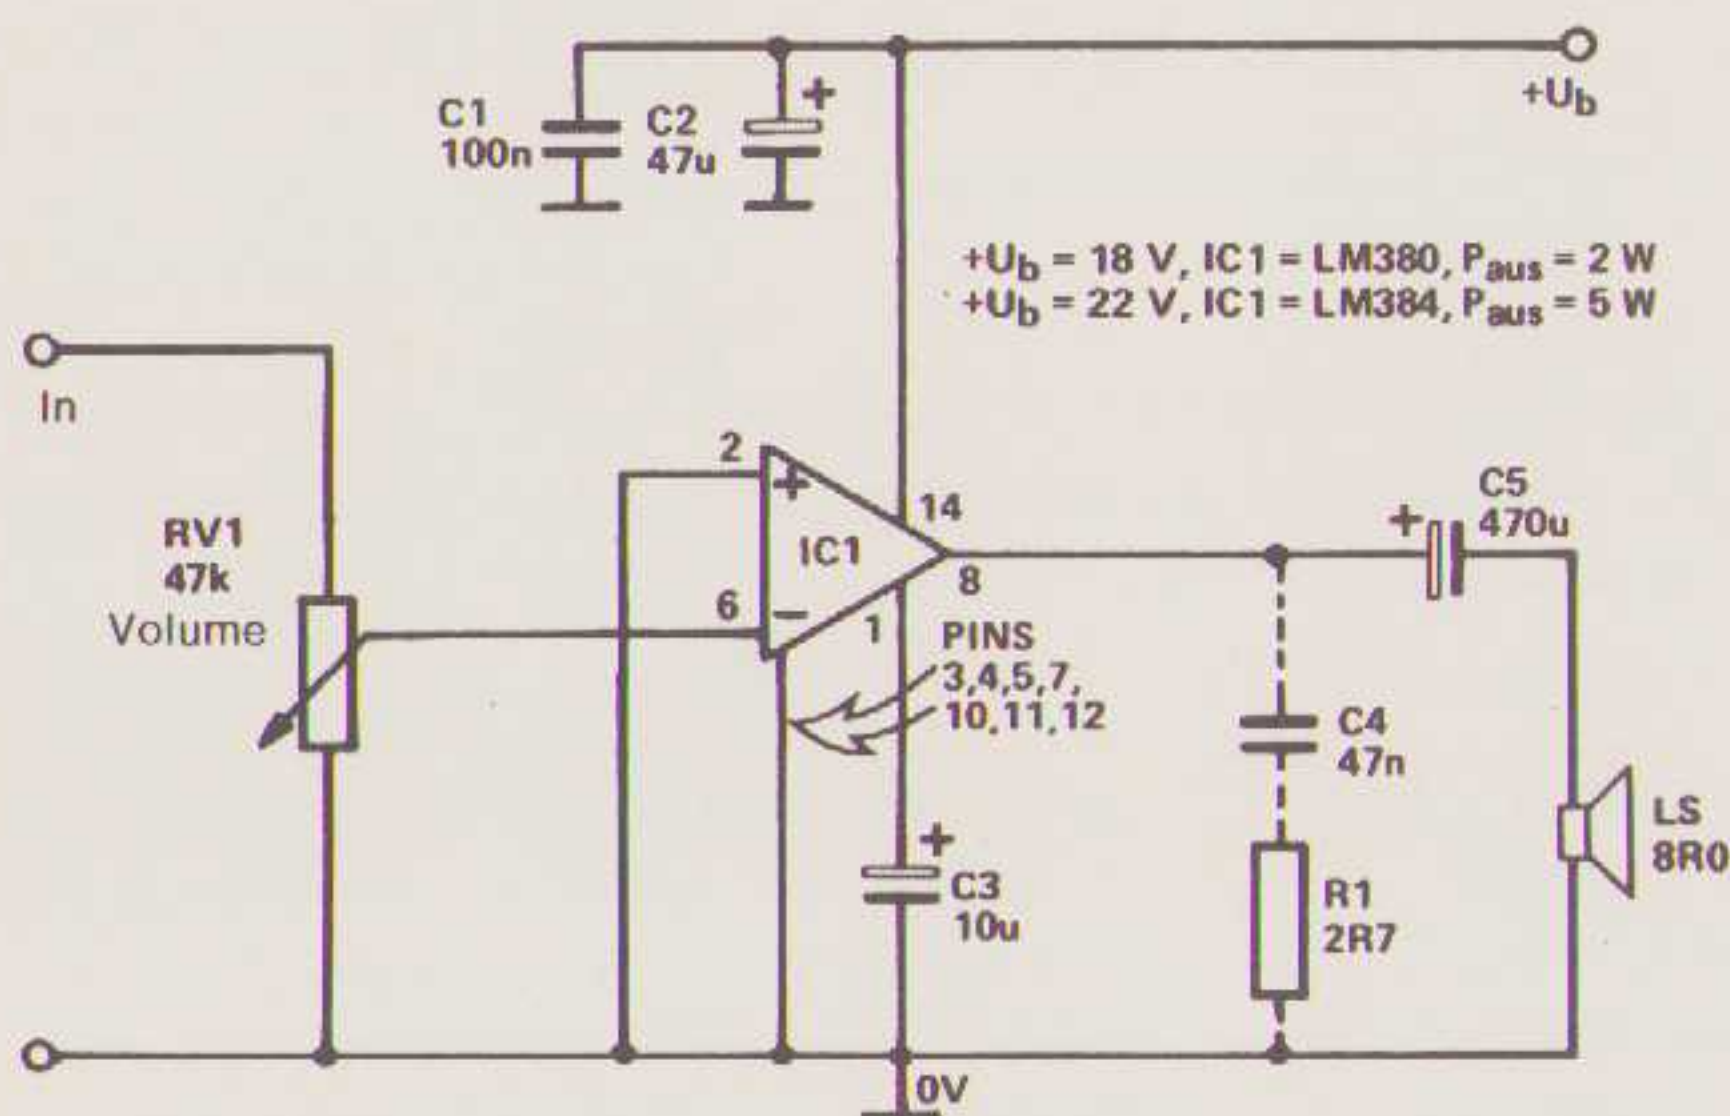 C1
100n
C2
47u
+
+Ub
+Ub = 18 V, IC1 = LM380, Paus = 2 W
+Ub = 22 V, IC1 = LM384, Paus = 5 W
In
RV1
47k
Volume
2
+
IC1
14
6
−
1
8
PINS
3,4,5,7,
10,11,12
+
C5
470u
C4
47n
+
C3
10u
R1
2R7
LS
8R0
0V